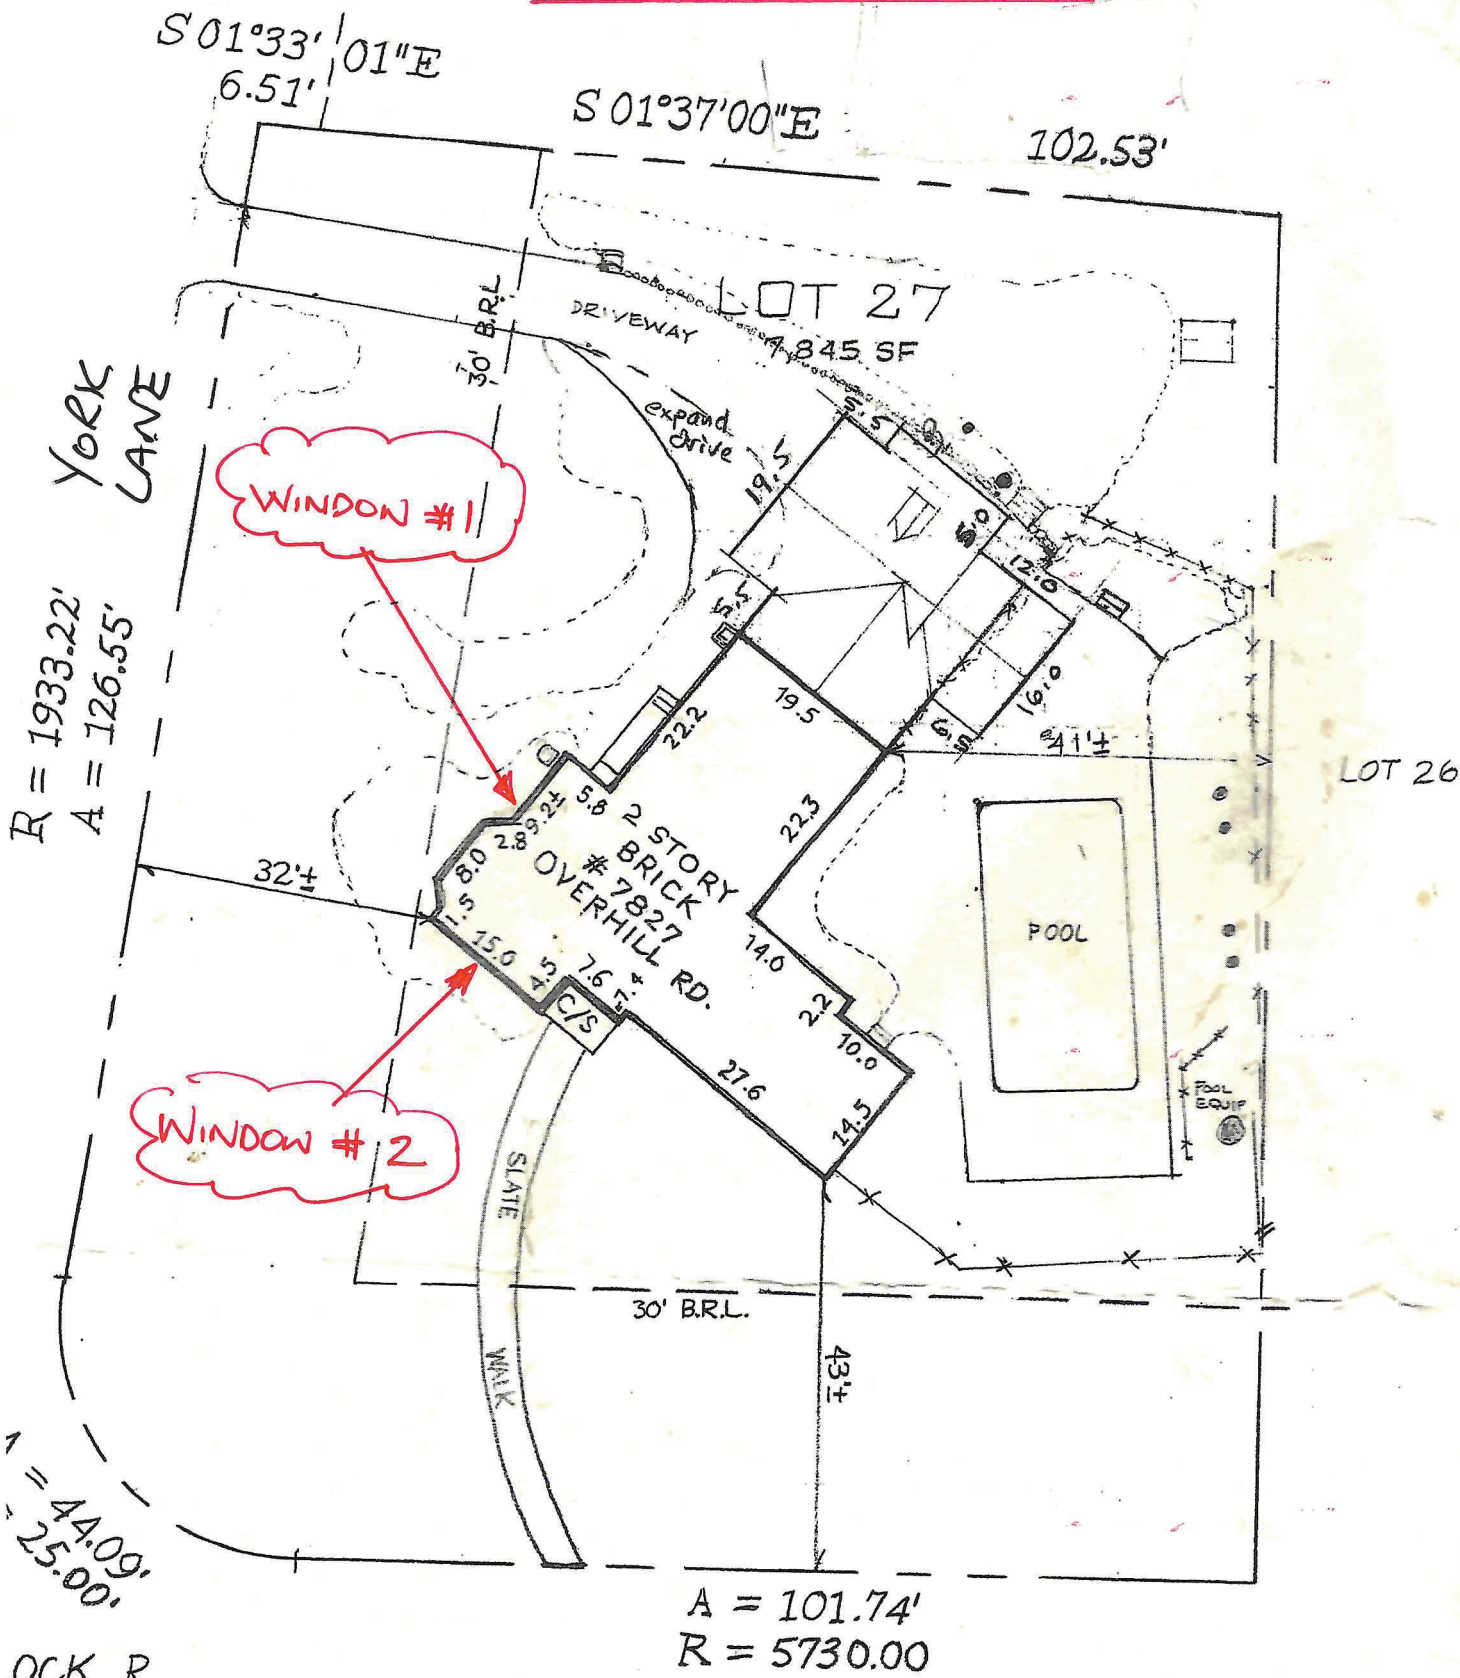 S 01°33' 01"E
6.51'
S 01°37'00"E
102.53'
LOT 27
845 SF
DRIVEWAY
30' B.R.L.
YORK
LANE
expand
drive
5.5
19.5
WINDON #1
5.0
12.0
5.5
R = 1933.22'
A = 126.55'
16.0
19.5
6.5
22.2
41'±
LOT 26
5.8
9.2±
2.8
22.3
2 STORY
BRICK
# 7827
OVERHILL RD.
32'±
8.0
1.5
15.0
4.5
7.6
C/S
14.0
2.2
10.0
POOL
27.6
14.5
POOL
EQUIP
WINDOW # 2
SLATE
WALK
30' B.R.L.
43'±
= 44.09'
25.00'
A = 101.74'
R = 5730.00
OCK R